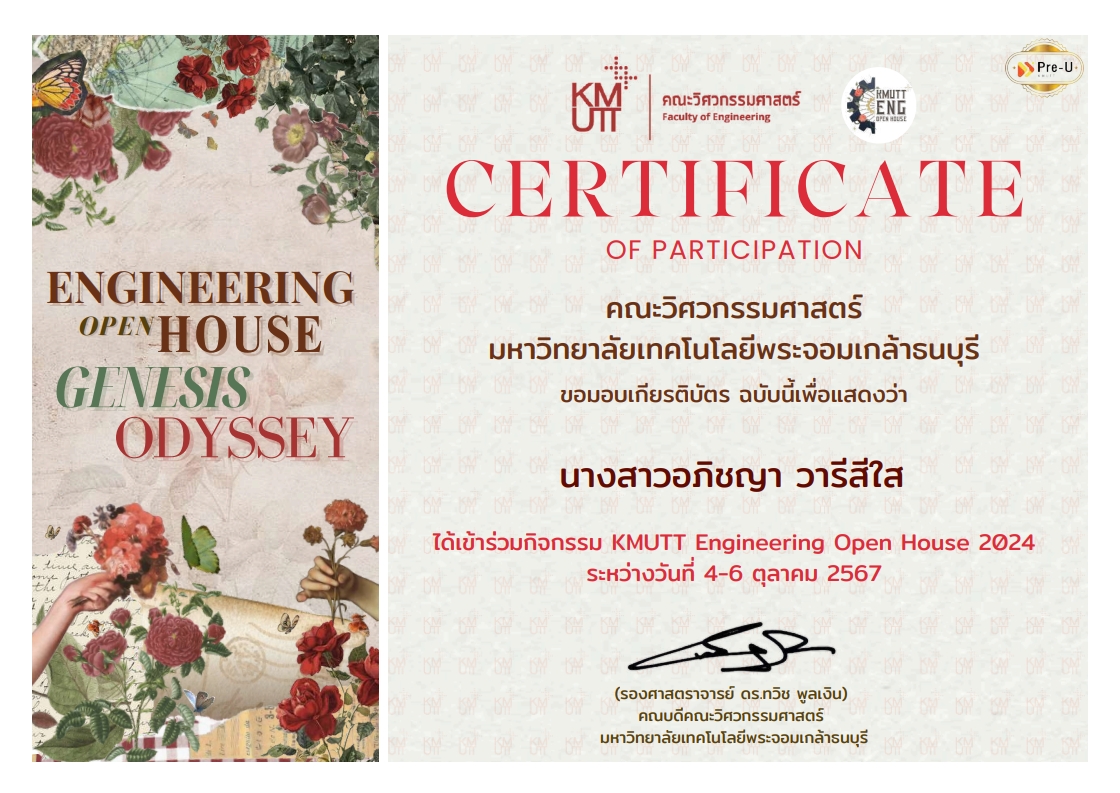 ENGINEERING
OPEN HOUSE
GENESIS
ODYSSEY
KM
UTT
คณะวิศวกรรมศาสตร์
Faculty of Engineering
KMUTT
ENG
OPEN HOUSE
Pre-U
CERTIFICATE
OF PARTICIPATION
คณะวิศวกรรมศาสตร์
มหาวิทยาลัยเทคโนโลยีพระจอมเกล้าธนบุรี
ขอมอบเกียรติบัตร ฉบับนี้เพื่อแสดงว่า
นางสาวอภิชญา วารีสีใส
ได้เข้าร่วมกิจกรรม KMUTT Engineering Open House 2024
ระหว่างวันที่ 4-6 ตุลาคม 2567
(รองศาสตราจารย์ ดร.ทวิช พูลเงิน)
คณบดีคณะวิศวกรรมศาสตร์
มหาวิทยาลัยเทคโนโลยีพระจอมเกล้าธนบุรี